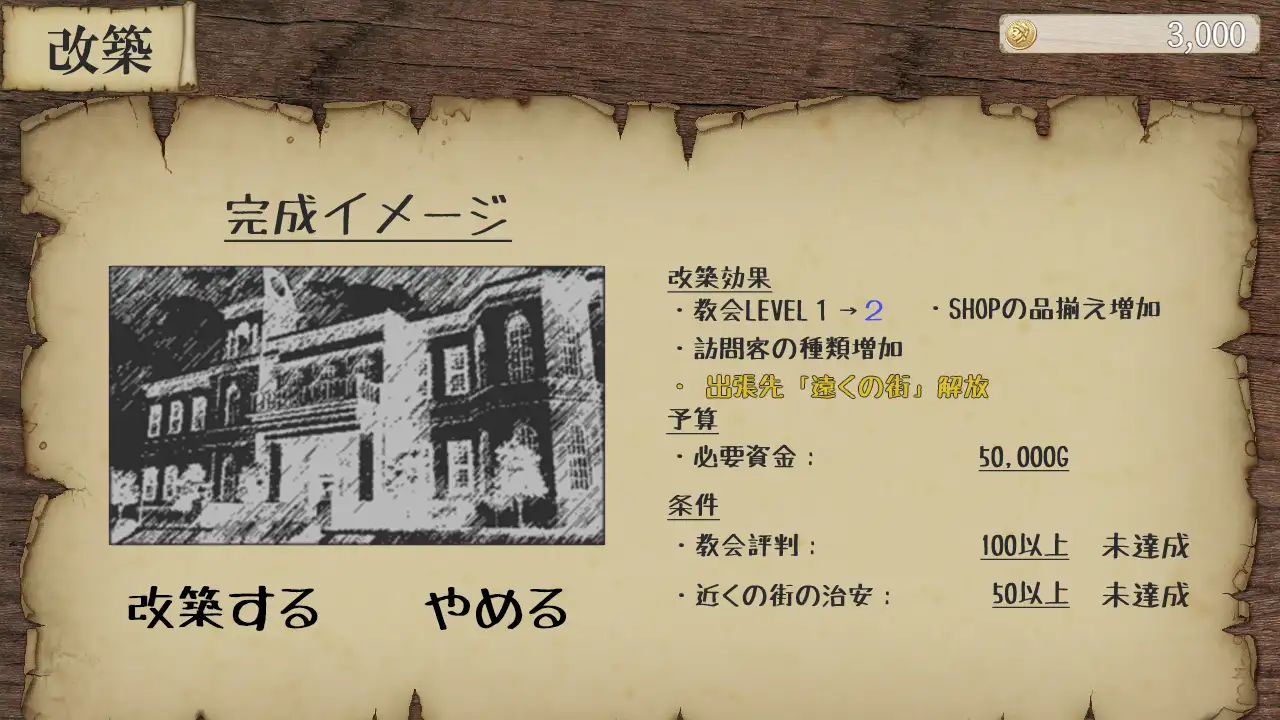 改築
3,000
完成イメージ
改築効果
・教会LEVEL 1 → 2 ・SHOPの品揃え増加
・訪問客の種類増加
・ 出張先「遠くの街」解放
予算
・必要資金： 50,000G
条件
・教会評判： 100以上 未達成
・近くの街の治安： 50以上 未達成
改築する やめる